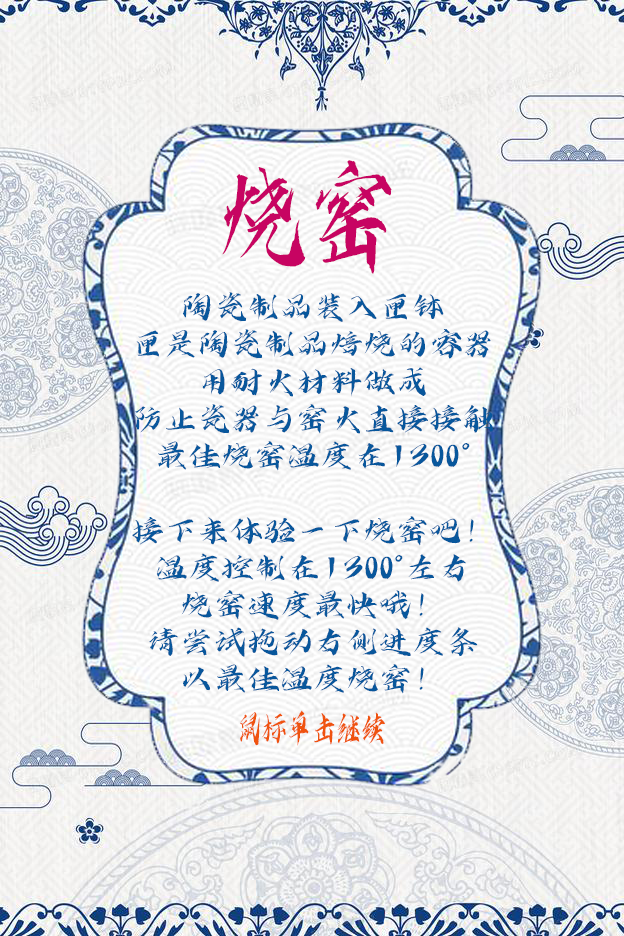 烧窑
陶瓷制品装入匣钵
匣是陶瓷制品焙烧的容器
用耐火材料做成
防止瓷器与窑火直接接触
最佳烧窑温度在1300°
接下来体验一下烧窑吧！
温度控制在1300°左右
烧窑速度最快哦！
请尝试拖动右侧进度条
以最佳温度烧窑！
鼠标单击继续